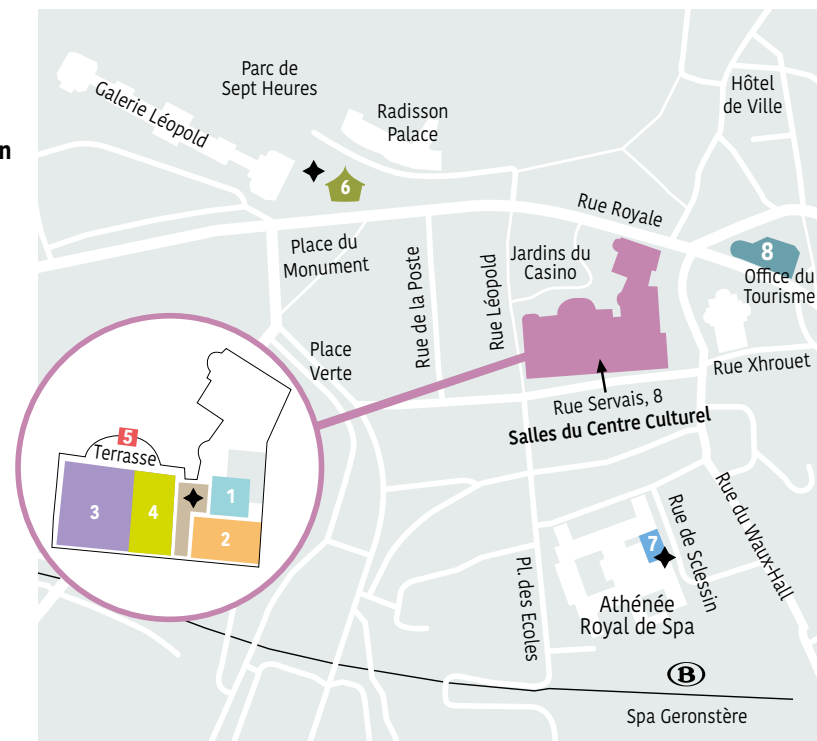 n
Parc de
Sept Heures
Galerie Léopold
Radisson
Palace
Hôtel
de Ville
6
Rue Royale
8
Office du
Tourisme
Place du
Monument
Rue de la Poste
Rue Léopold
Jardins du
Casino
Place
Verte
Rue Xhrouet
Rue Servais, 8
Salles du Centre Culturel
5
Terrasse
3
4
1
2
Rue du Waux-Hall
Rue de Sclessin
7
Pl. des Ecoles
Athénée
Royal de Spa
B
Spa Geronstère